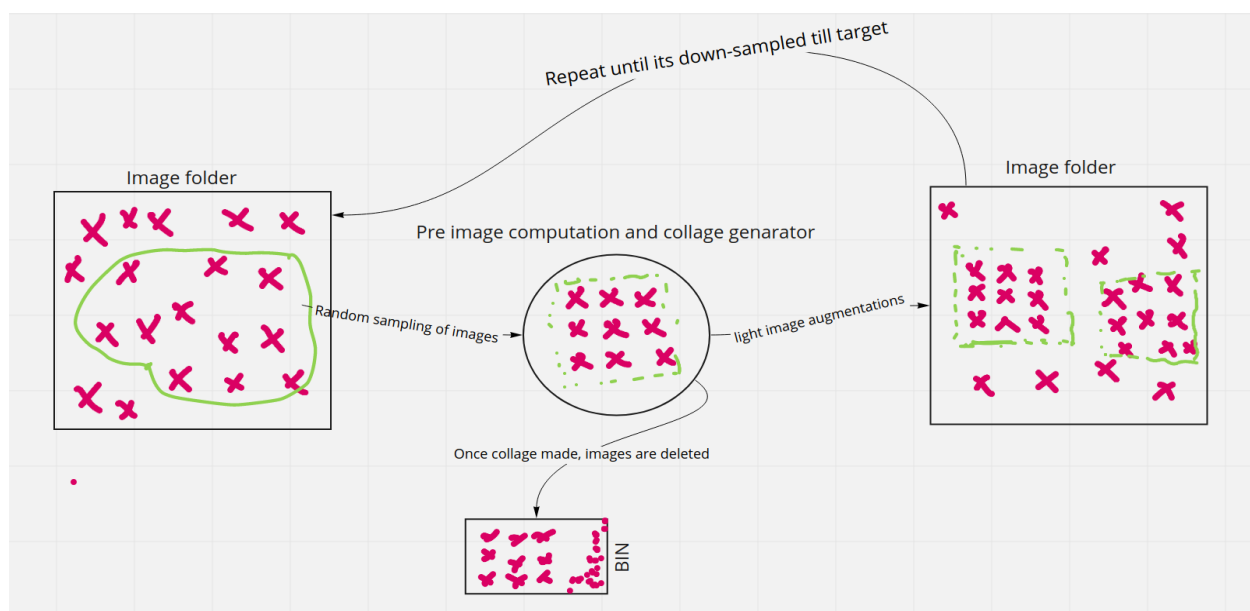 Repeat until its down-sampled till target
Image folder
Image folder
Pre image computation and collage genarator
Random sampling of images
light image augmentations
Once collage made, images are deleted
BIN